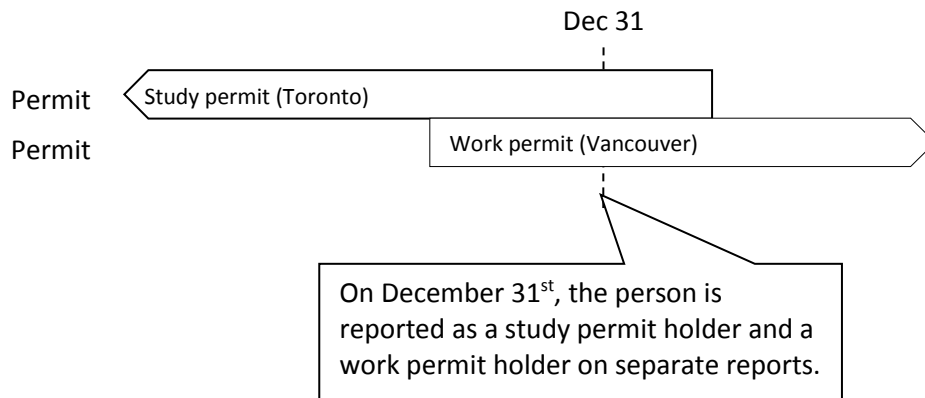 Dec 31
Permit
Study permit (Toronto)
Permit
Work permit (Vancouver)
On December 31st, the person is
reported as a study permit holder and a
work permit holder on separate reports.